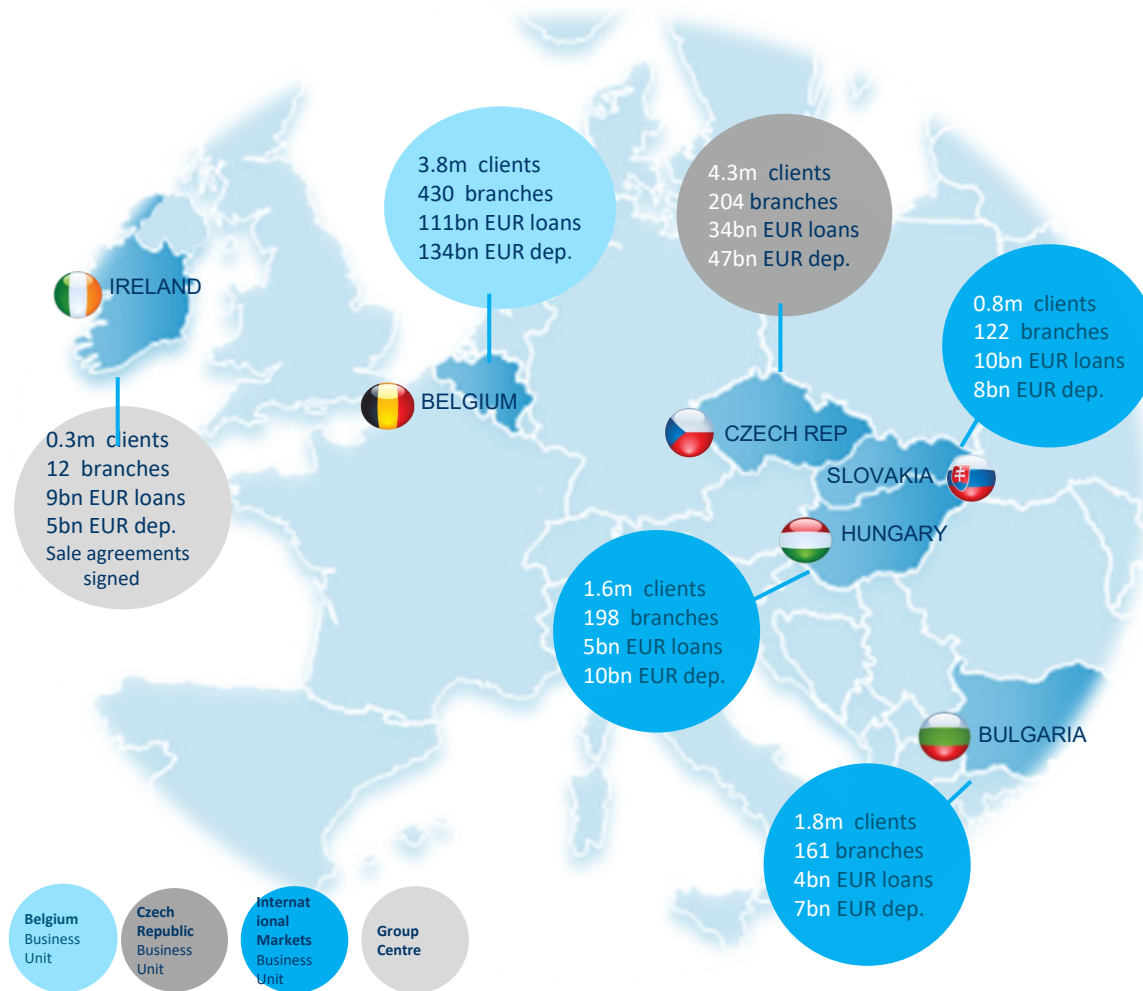 3.8m clients
430 branches
111bn EUR loans
134bn EUR dep.
4.3m clients
204 branches
34bn EUR loans
47bn EUR dep.
IRELAND
0.8m clients
122 branches
10bn EUR loans
8bn EUR dep.
BELGIUM
CZECH REP
0.3m clients
12 branches
9bn EUR loans
5bn EUR dep.
Sale agreements
signed
SLOVAKIA
HUNGARY
1.6m clients
198 branches
5bn EUR loans
10bn EUR dep.
BULGARIA
1.8m clients
161 branches
4bn EUR loans
7bn EUR dep.
Belgium
Business
Unit
Czech
Republic
Business
Unit
Internat
ional
Markets
Business
Unit
Group
Centre